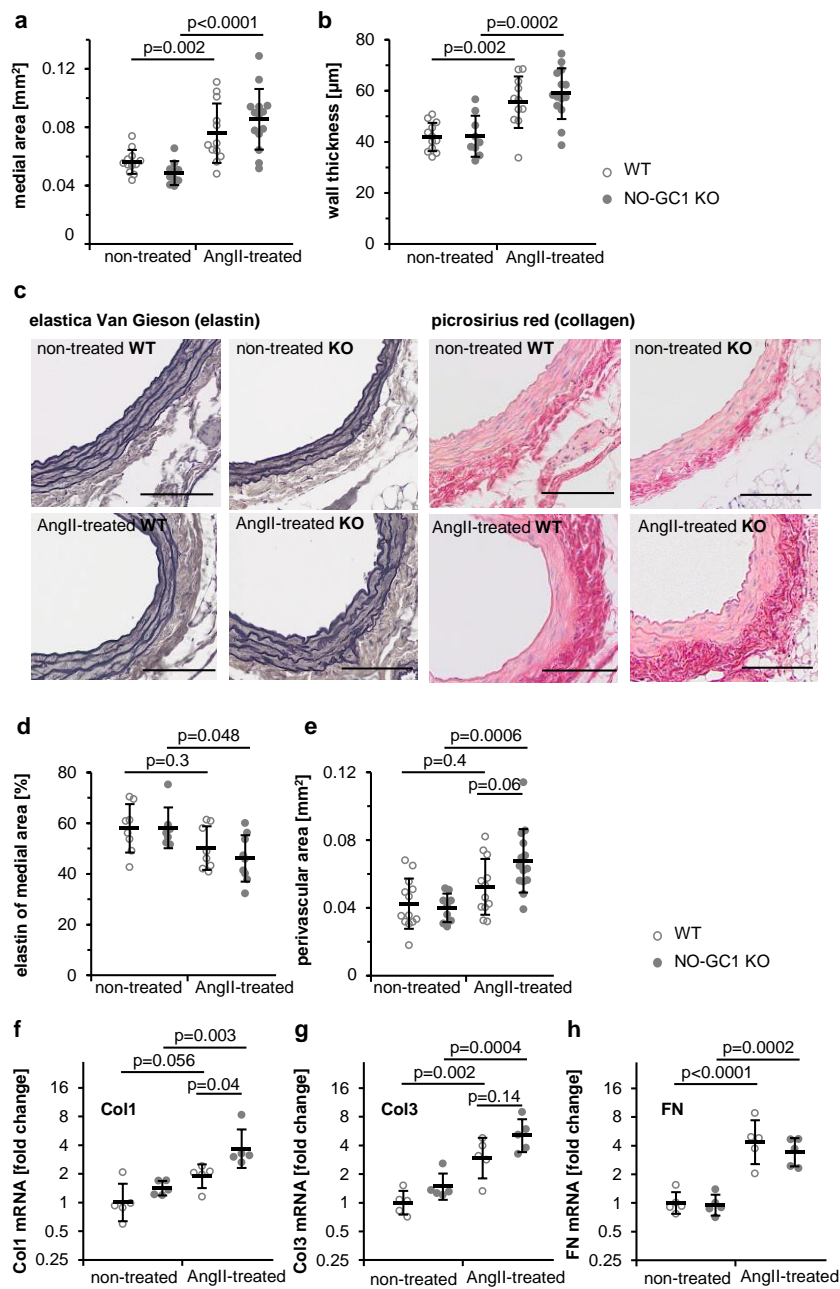 a
p<0.0001
p=0.002
medial area [mm²]
0.12
0.08
0.04
0
non-treated
AngII-treated
b
p=0.0002
p=0.002
wall thickness [µm]
80
60
40
20
0
non-treated
AngII-treated
WT
NO-GC1 KO
c
elastica Van Gieson (elastin)
picrosirius red (collagen)
non-treated WT
non-treated KO
non-treated WT
non-treated KO
AngII-treated WT
AngII-treated KO
AngII-treated WT
AngII-treated KO
d
p=0.048
p=0.3
elastin of medial area [%]
80
60
40
20
0
non-treated
AngII-treated
e
p=0.0006
p=0.4
p=0.06
perivascular area [mm²]
0.12
0.08
0.04
0
non-treated
AngII-treated
WT
NO-GC1 KO
f
p=0.003
p=0.056
p=0.04
Col1
Col1 mRNA [fold change]
16
8
4
2
1
0.5
0.25
non-treated
AngII-treated
g
p=0.0004
p=0.002
p=0.14
Col3
Col3 mRNA [fold change]
16
8
4
2
1
0.5
0.25
non-treated
AngII-treated
h
p=0.0002
p<0.0001
FN
FN mRNA [fold change]
16
8
4
2
1
0.5
0.25
non-treated
AngII-treated